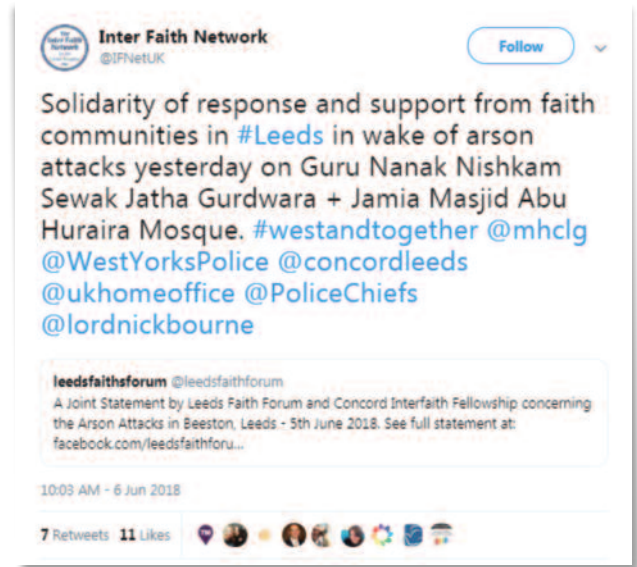 Inter Faith Network
@IFNetUK
Follow
Solidarity of response and support from faith
communities in #Leeds in wake of arson
attacks yesterday on Guru Nanak Nishkam
Sewak Jatha Gurdwara + Jamia Masjid Abu
Huraira Mosque. #westandtogether @mhclg
@WestYorksPolice @concordleeds
@ukhomeoffice @PoliceChiefs
@lordnickbourne
leedsfaithsforum @leedsfaithforum
A Joint Statement by Leeds Faith Forum and Concord Interfaith Fellowship concerning
the Arson Attacks in Beeston, Leeds - 5th June 2018. See full statement at:
facebook.com/leedsfaithforu...
10:03 AM - 6 Jun 2018
7 Retweets 11 Likes